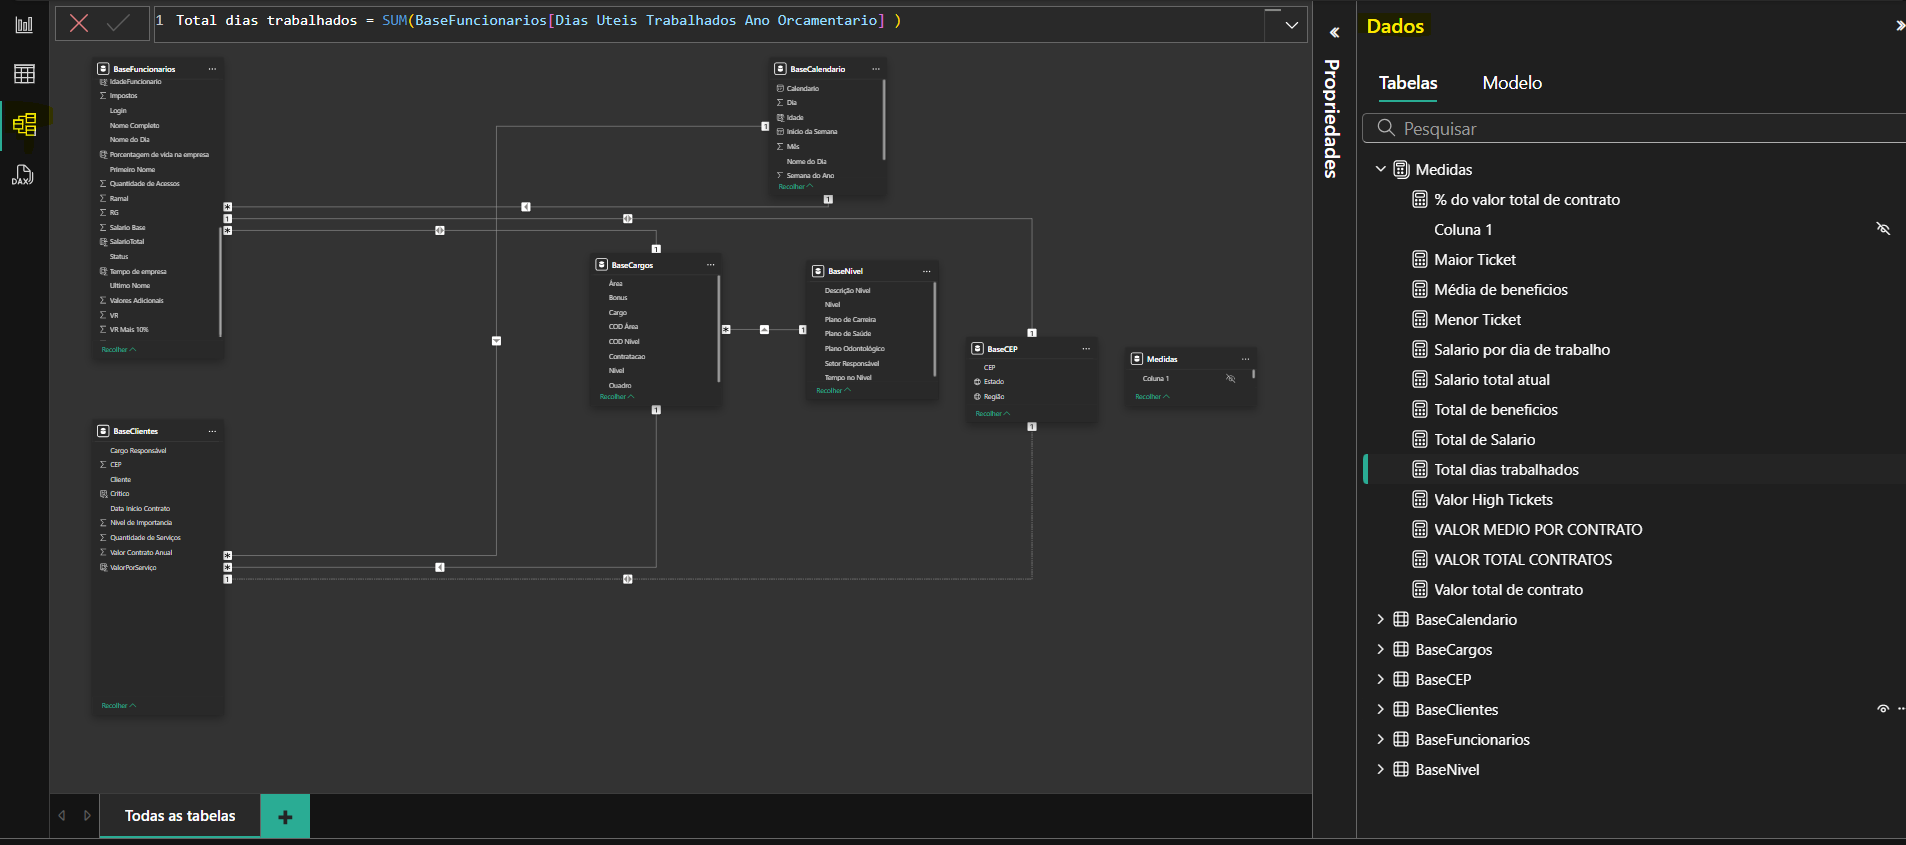 1 Total dias trabalhados = SUM(BaseFuncionarios[Dias Uteis Trabalhados Ano Orcamentario] )
DAX
BaseFuncionarios
IdadeFuncionario
Impostos
Login
Nome Completo
Nome do Dia
Porcentagem de vida na empresa
Primeiro Nome
Quantidade de Acessos
Ramal
RG
Salario Base
SalarioTotal
Status
Tempo de empresa
Ultimo Nome
Valores Adicionais
VR
VR Mais 10%
Recolher
BaseCalendario
Calendario
Dia
Idade
Inicio da Semana
Mês
Nome do Dia
Semana do Ano
Recolher
BaseCargos
Área
Bonus
Cargo
COD Área
COD Nivel
Contratacao
Nivel
Quadro
Recolher
BaseNivel
Descrição Nivel
Nivel
Plano de Carreira
Plano de Saúde
Plano Odontológico
Setor Responsável
Tempo no Nivel
Recolher
BaseCEP
CEP
Estado
Região
Recolher
Medidas
Coluna 1
Recolher
BaseClientes
Cargo Responsável
CEP
Cliente
Critico
Data Inicio Contrato
Nivel de Importancia
Quantidade de Serviços
Valor Contrato Anual
ValorPorServiço
Recolher
Todas as tabelas
Propriedades
Dados
Tabelas Modelo
Pesquisar
Medidas
% do valor total de contrato
Coluna 1
Maior Ticket
Média de beneficios
Menor Ticket
Salario por dia de trabalho
Salario total atual
Total de beneficios
Total de Salario
Total dias trabalhados
Valor High Tickets
VALOR MEDIO POR CONTRATO
VALOR TOTAL CONTRATOS
Valor total de contrato
BaseCalendario
BaseCargos
BaseCEP
BaseClientes
BaseFuncionarios
BaseNivel